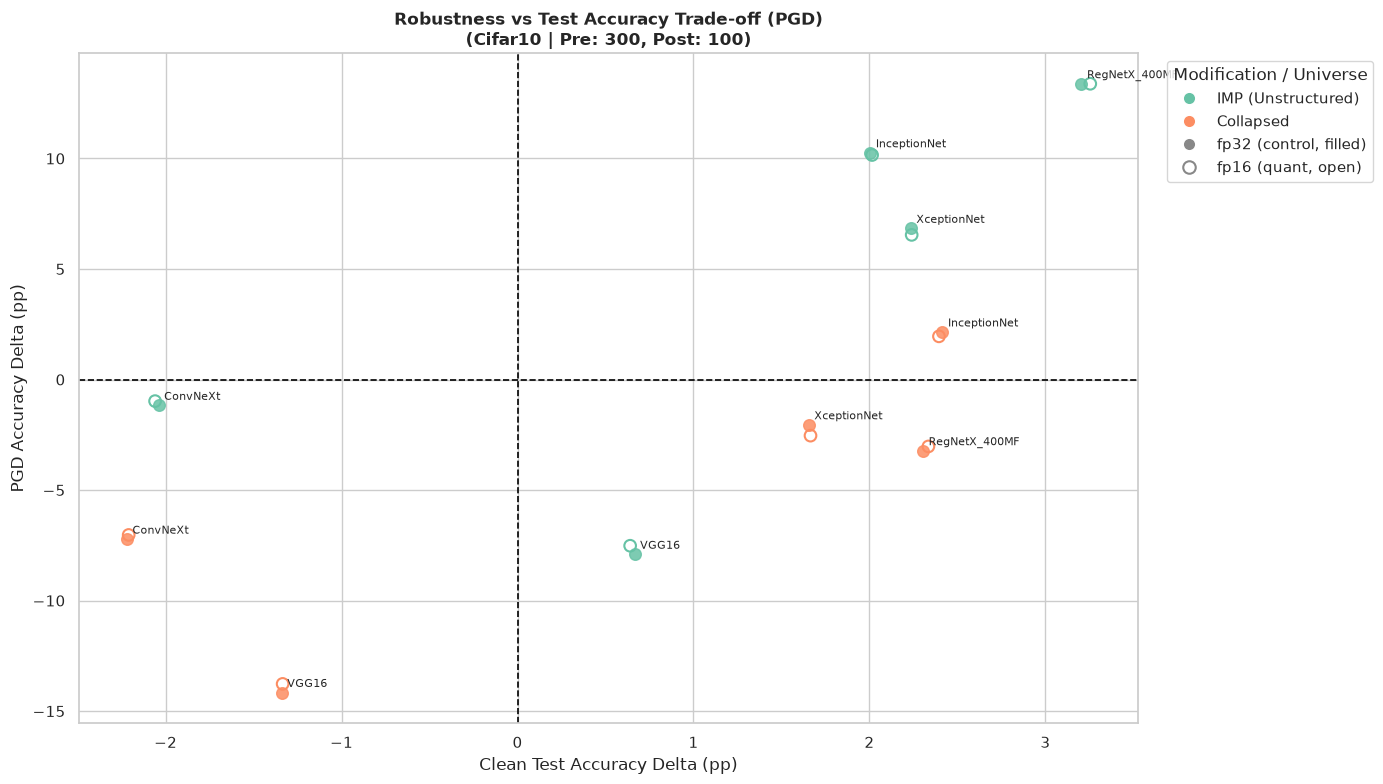 Robustness vs Test Accuracy Trade-off (PGD)
(Cifar10 | Pre: 300, Post: 100)
PGD Accuracy Delta (pp)
10
5
0
−5
−10
−15
RegNetX_400M
InceptionNet
XceptionNet
InceptionNet
ConvNeXt
XceptionNet
RegNetX_400MF
ConvNeXt
VGG16
VGG16
−2
−1
0
1
2
3
Clean Test Accuracy Delta (pp)
Modification / Universe
IMP (Unstructured)
Collapsed
fp32 (control, filled)
fp16 (quant, open)